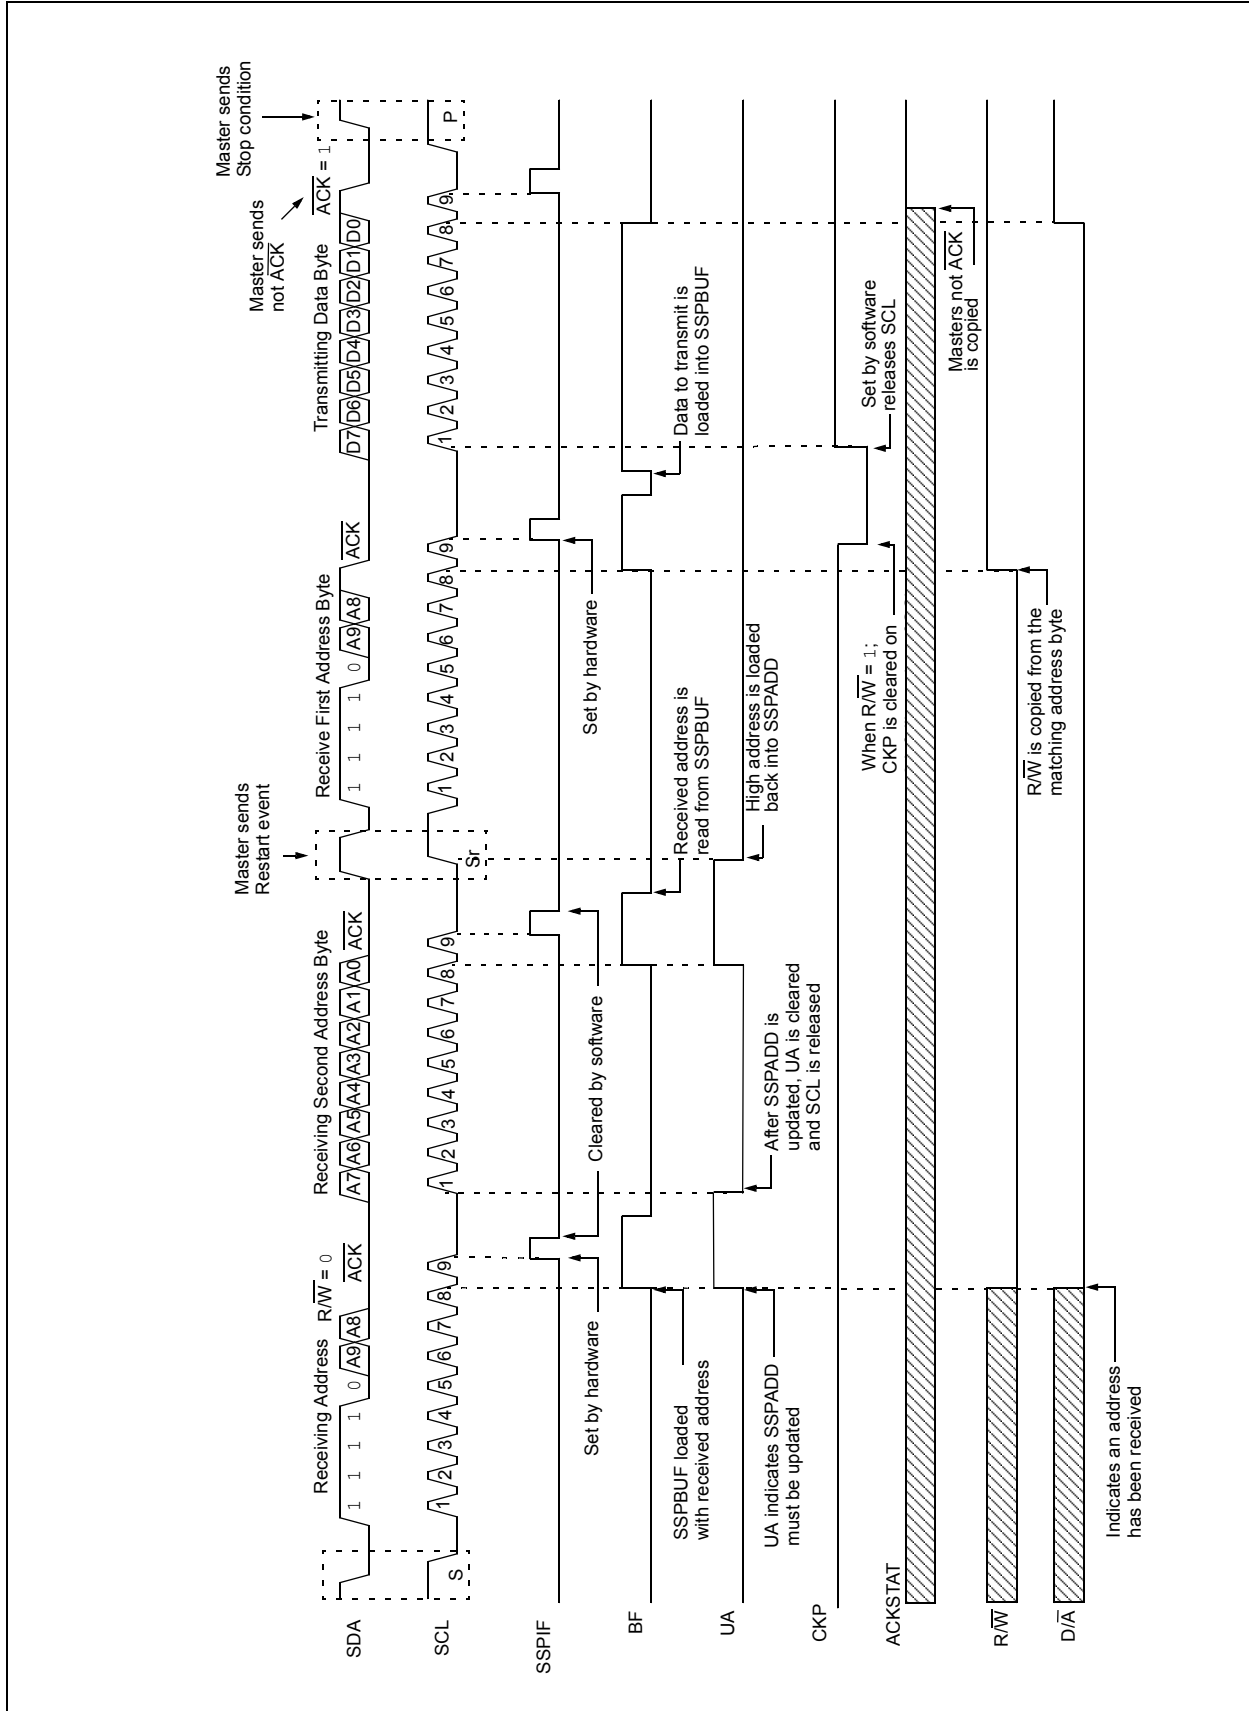 Master sends
Stop condition
Master sends
not ACK
Master sends
Restart event
Receiving Address
R/W = 0
ACK
Receiving Second Address Byte
ACK
Receive First Address Byte
ACK
Transmitting Data Byte
ACK = 1
SDA
1 1 1 1 0 A9 A8
A7 A6 A5 A4 A3 A2 A1 A0
1 1 1 1 0 A9 A8
D7 D6 D5 D4 D3 D2 D1 D0
SCL
S
1 2 3 4 5 6 7 8 9
1 2 3 4 5 6 7 8 9
Sr
1 2 3 4 5 6 7 8 9
1 2 3 4 5 6 7 8 9
P
SSPIF
Set by hardware
Cleared by software
Set by hardware
BF
SSPBUF loaded
with received address
Received address is
read from SSPBUF
Data to transmit is
loaded into SSPBUF
UA
UA indicates SSPADD
must be updated
After SSPADD is
updated, UA is cleared
and SCL is released
High address is loaded
back into SSPADD
CKP
When R/W = 1;
CKP is cleared on
Set by software
releases SCL
ACKSTAT
Masters not ACK
is copied
R/W
R/W is copied from the
matching address byte
D/A
Indicates an address
has been received